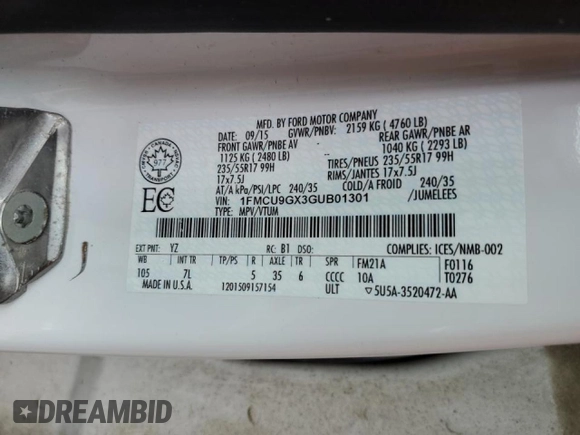 MFD. BY FORD MOTOR COMPANY
DATE: 09/15 GVWR/PNBV: 2159 KG ( 4760 LB)
FRONT GAWR/PNBE AV REAR GAWR/PNBE AR
1125 KG ( 2480 LB) 1040 KG ( 2293 LB)
235/55R17 99H TIRES/PNEUS 235/55R17 99H
17x7.5J RIMS/JANTES 17x7.5J
AT/A kPa/PSI/LPC 240/35 COLD/A FROID 240/35
VIN: 1FMCU9GX3GUB01301 /JUMELEES
TYPE: MPV/VTUM
CANADA
977
TRANSPORT
EC
EXT PNT: YZ RC: B1 DSO: COMPLIES: ICES/NMB-002
WB INT TR TP/PS R AXLE TR SPR FM21A F0116
105 7L 5 35 6 CCCC 10A T0276
MADE IN U.S.A. 1201509157154 ULT ▽5U5A-3520472-AA
DREAMBID